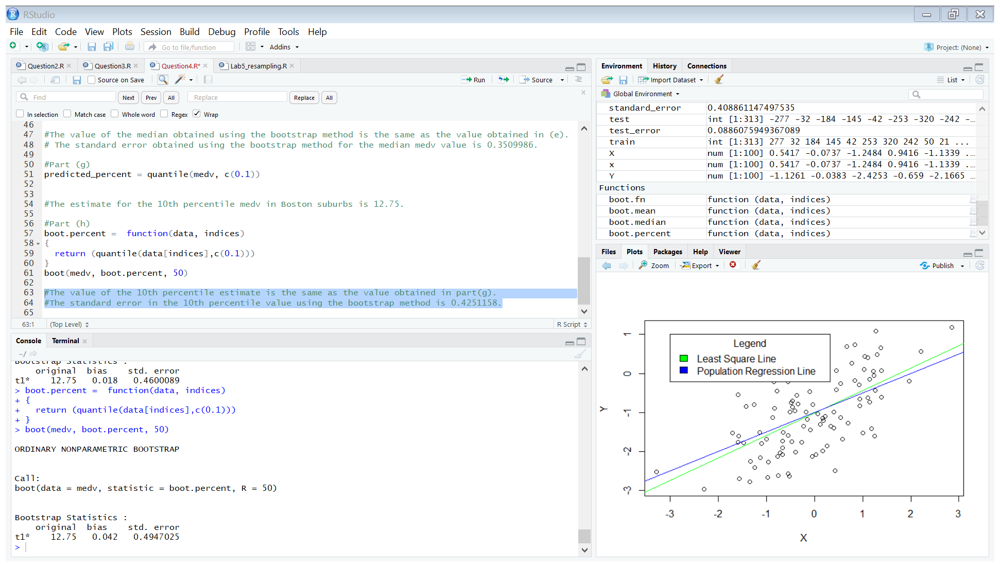 RStudio
File Edit Code View Plots Session Build Debug Profile Tools Help
Go to file/function Addins Project: (None)
Question2.R Question3.R Question4.R* Lab5_resampling.R
Source on Save Run Source
Find Next Prev All Replace Replace All
In selection Match case Whole word Regex Wrap
46
47 #The value of the median obtained using the bootstrap method is the same as the value obtained in (e).
48 # The standard error obtained using the bootstrap method for the median medv value is 0.3509986.
49
50 #Part (g)
51 predicted_percent = quantile(medv, c(0.1))
52
53
54 #The estimate for the 10th percentile medv in Boston suburbs is 12.75.
55
56 #Part (h)
57 boot.percent =  function(data, indices)
58 {
59   return (quantile(data[indices],c(0.1)))
60 }
61 boot(medv, boot.percent, 50)
62
63 #The value of the 10th percentile estimate is the same as the value obtained in part(g).
64 #The standard error in the 10th percentile value using the bootstrap method is 0.4251158.
65
63:1 (Top Level) R Script
Console Terminal
~/
Bootstrap Statistics :
original bias std. error
t1* 12.75 0.018 0.4600089
> boot.percent =  function(data, indices)
+ {
+   return (quantile(data[indices],c(0.1)))
+ }
> boot(medv, boot.percent, 50)
ORDINARY NONPARAMETRIC BOOTSTRAP
Call:
boot(data = medv, statistic = boot.percent, R = 50)
Bootstrap Statistics :
original bias std. error
t1* 12.75 0.042 0.4947025
>
Environment History Connections
Import Dataset List
Global Environment
standard_error 0.408861147497535
test int [1:313] -277 -32 -184 -145 -42 -253 -320 -242 -…
test_error 0.0886075949367089
train int [1:313] 277 32 184 145 42 253 320 242 50 21 ...
X num [1:100] 0.5417 -0.0737 -1.2484 0.9416 -1.1339 .…
x num [1:100] 0.5417 -0.0737 -1.2484 0.9416 -1.1339 .…
Y num [1:100] -1.1261 -0.0383 -2.4253 -0.659 -2.1665 …
Functions
boot.fn function (data, indices)
boot.mean function (data, indices)
boot.median function (data, indices)
boot.percent function (data, indices)
Files Plots Packages Help Viewer
Zoom Export Publish
Legend
Least Square Line
Population Regression Line
1
0
-1
-2
-3
Y
-3 -2 -1 0 1 2 3
X